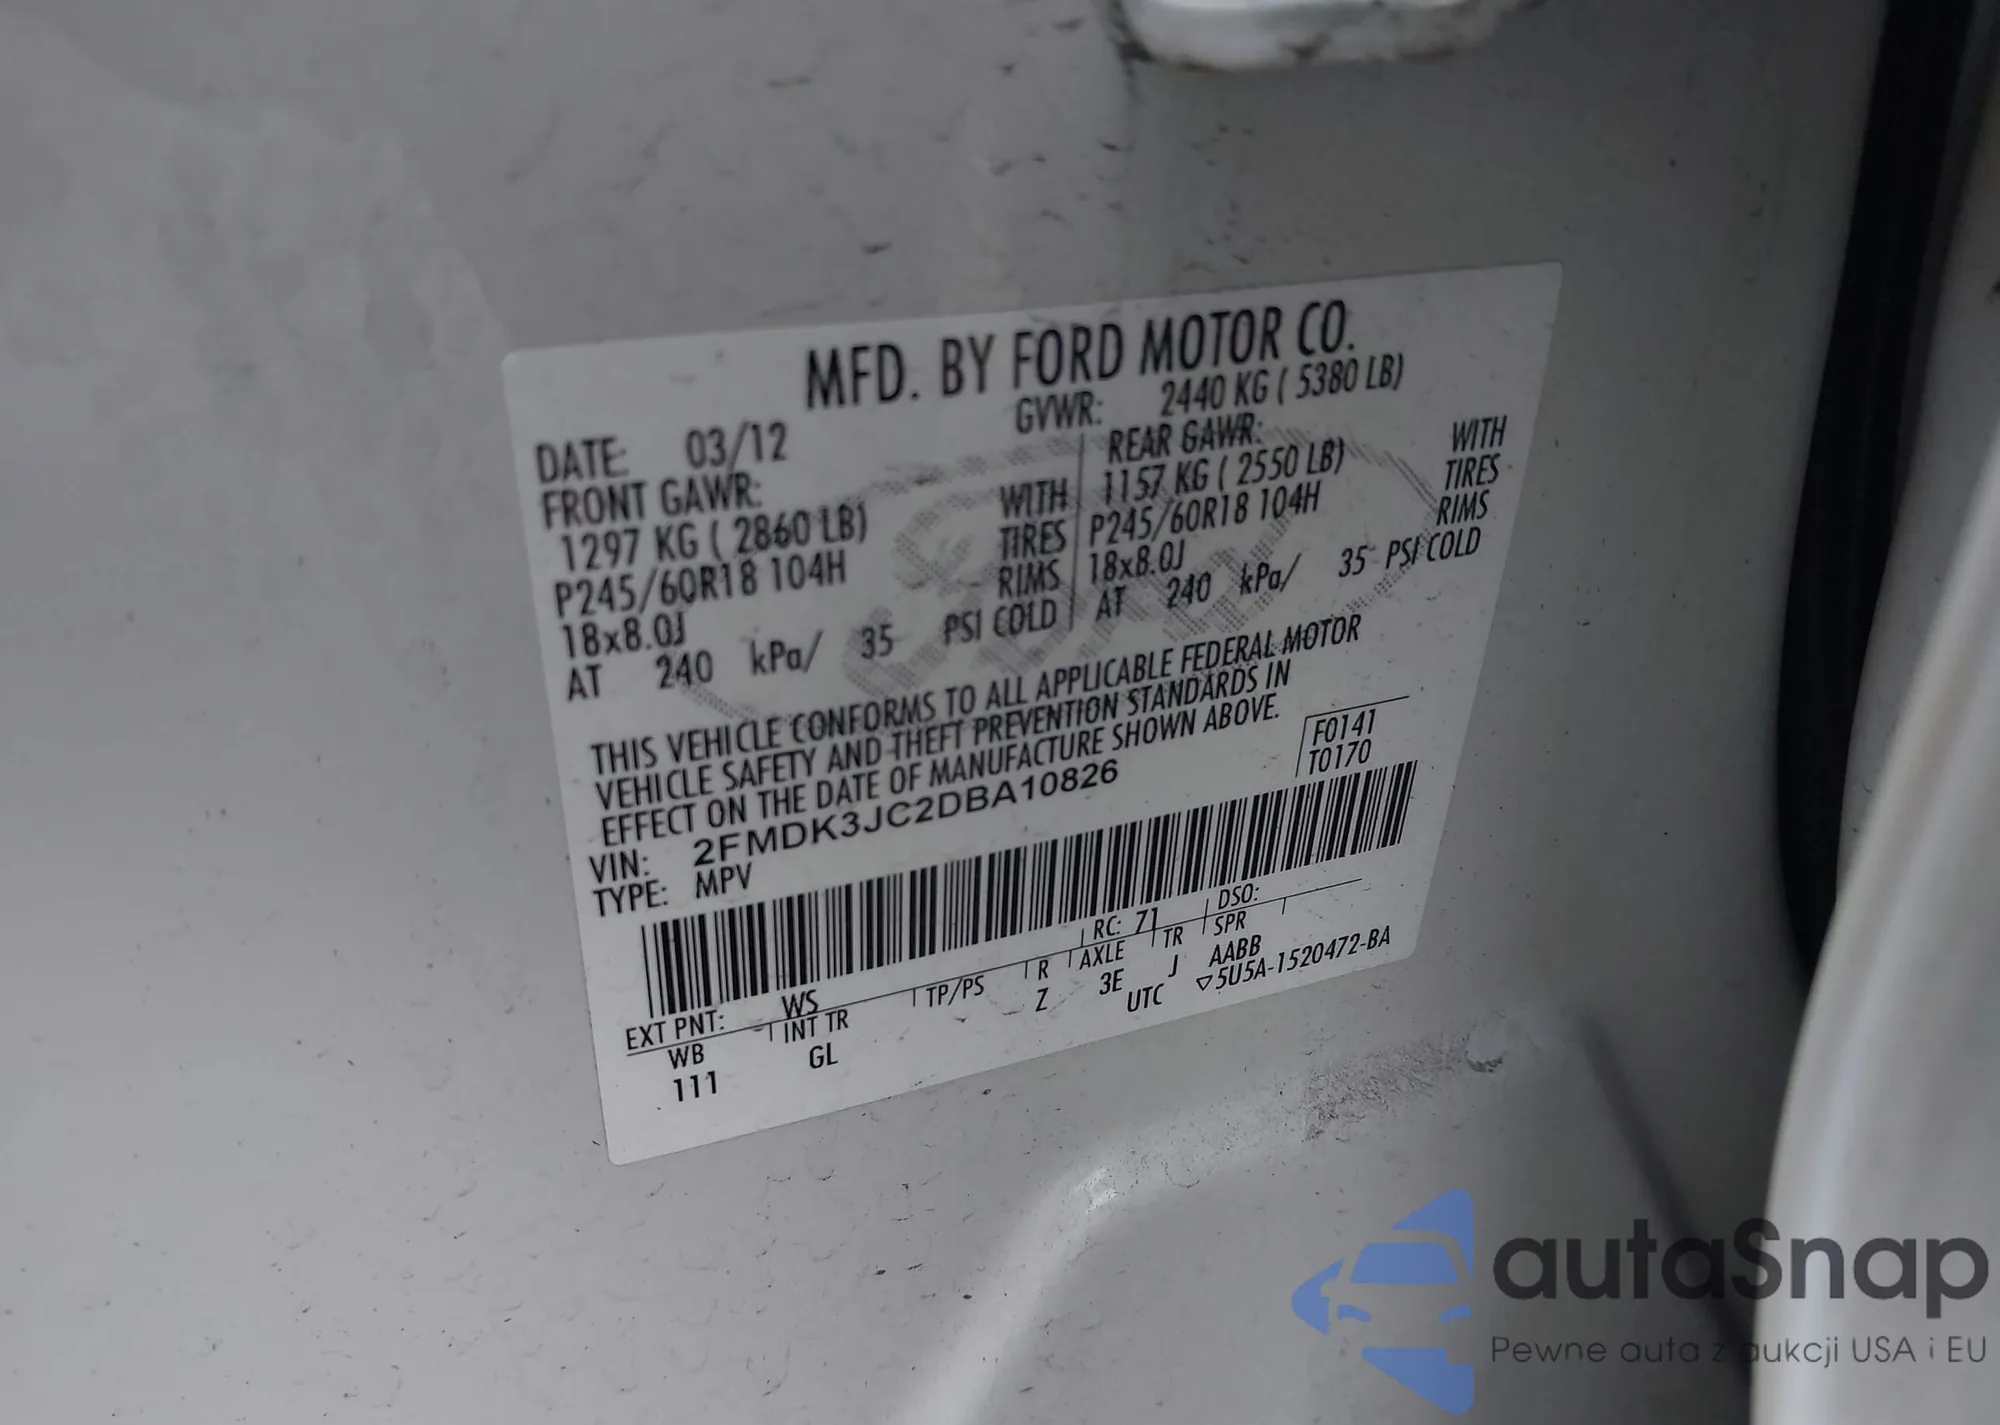 MFD. BY FORD MOTOR CO.
DATE: 03/12 GVWR: 2440 KG ( 5380 LB)
FRONT GAWR: REAR GAWR:
1297 KG ( 2860 LB) WITH 1157 KG ( 2550 LB) WITH
P245/60R18 104H TIRES P245/60R18 104H TIRES
18x8.0J RIMS 18x8.0J RIMS
AT 240 kPa/ 35 PSI COLD AT 240 kPa/ 35 PSI COLD
THIS VEHICLE CONFORMS TO ALL APPLICABLE FEDERAL MOTOR
VEHICLE SAFETY AND THEFT PREVENTION STANDARDS IN
EFFECT ON THE DATE OF MANUFACTURE SHOWN ABOVE.
F0141
T0170
VIN: 2FMDK3JC2DBA10826
TYPE: MPV
RC: 71 DSO:
EXT PNT: WS INT TR TP/PS R AXLE TR SPR
WB GL Z 3E J AABB
111 UTC ▽5U5A-1520472-BA
autaSnap
Pewne auta z aukcji USA i EU